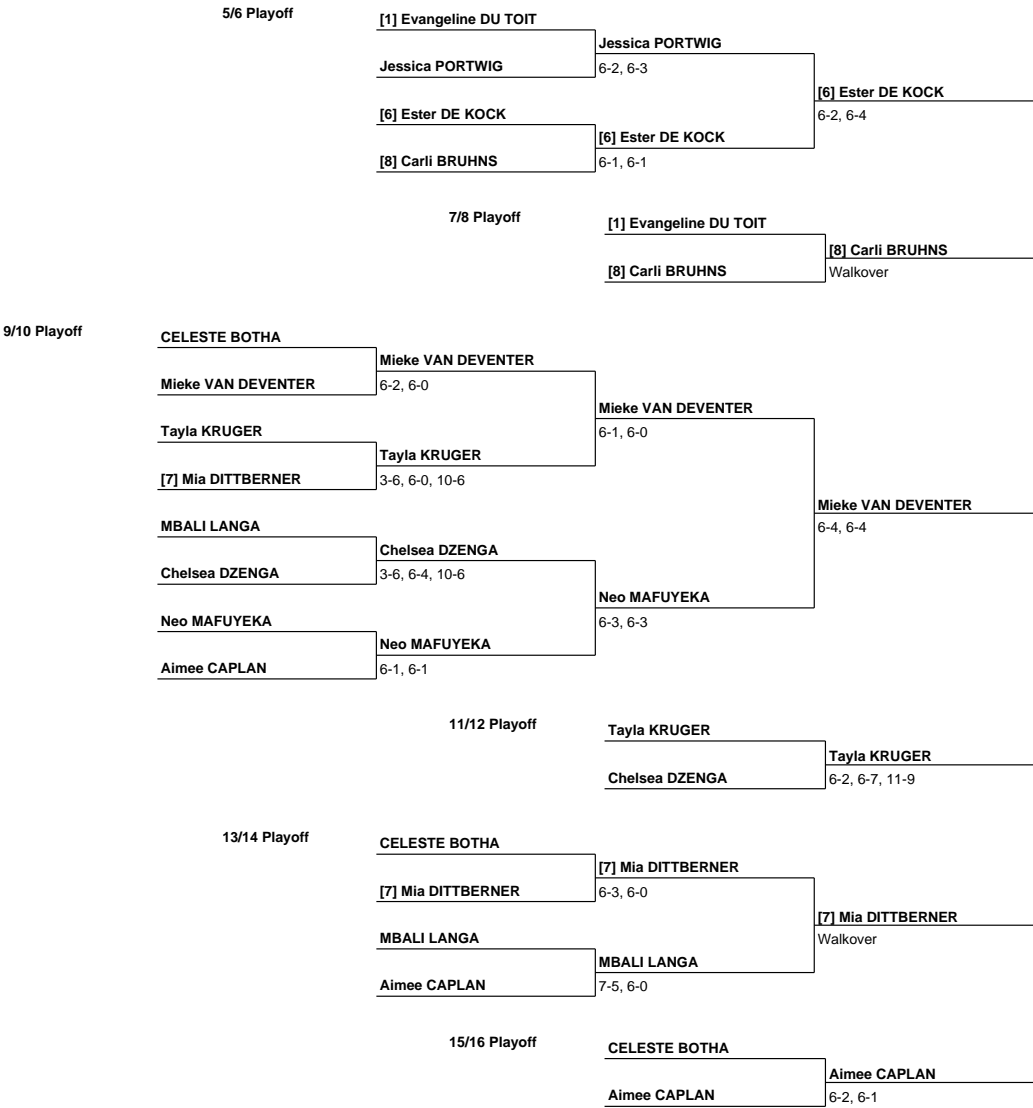 5/6 Playoff
[1] Evangeline DU TOIT
Jessica PORTWIG
Jessica PORTWIG
6-2, 6-3
[6] Ester DE KOCK
6-2, 6-4
[6] Ester DE KOCK
[6] Ester DE KOCK
[8] Carli BRUHNS
6-1, 6-1
7/8 Playoff
[1] Evangeline DU TOIT
[8] Carli BRUHNS
[8] Carli BRUHNS
Walkover
9/10 Playoff
CELESTE BOTHA
Mieke VAN DEVENTER
Mieke VAN DEVENTER
6-2, 6-0
Mieke VAN DEVENTER
6-1, 6-0
Tayla KRUGER
Tayla KRUGER
[7] Mia DITTBERNER
3-6, 6-0, 10-6
Mieke VAN DEVENTER
6-4, 6-4
MBALI LANGA
Chelsea DZENGA
Chelsea DZENGA
3-6, 6-4, 10-6
Neo MAFUYEKA
6-3, 6-3
Neo MAFUYEKA
Neo MAFUYEKA
Aimee CAPLAN
6-1, 6-1
11/12 Playoff
Tayla KRUGER
Tayla KRUGER
Chelsea DZENGA
6-2, 6-7, 11-9
13/14 Playoff
CELESTE BOTHA
[7] Mia DITTBERNER
[7] Mia DITTBERNER
6-3, 6-0
[7] Mia DITTBERNER
Walkover
MBALI LANGA
MBALI LANGA
Aimee CAPLAN
7-5, 6-0
15/16 Playoff
CELESTE BOTHA
Aimee CAPLAN
Aimee CAPLAN
6-2, 6-1